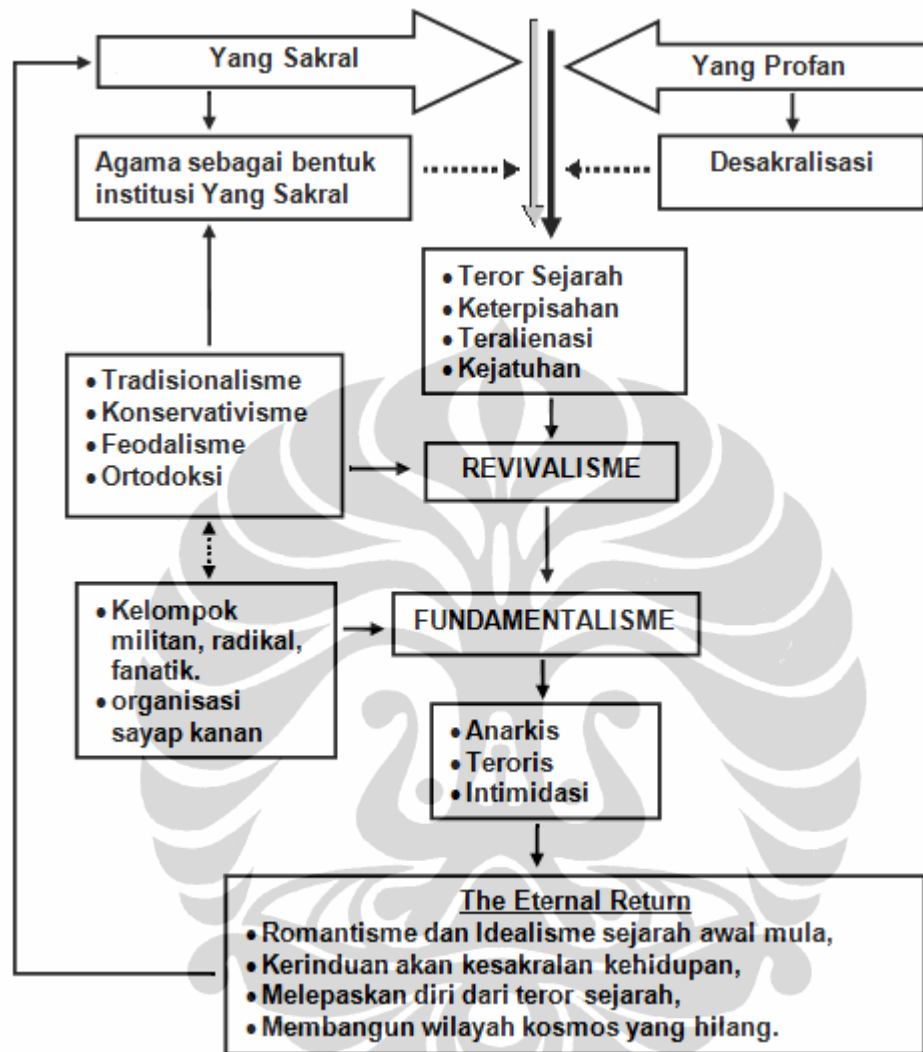 Yang Sakral
Yang Profan
Agama sebagai bentuk
institusi Yang Sakral
Desakralisasi
• Teror Sejarah
• Keterpisahan
• Teralienasi
• Kejatuhan
• Tradisionalisme
• Konservativisme
• Feodalisme
• Ortodoksi
REVIVALISME
• Kelompok
militan, radikal,
fanatik.
• organisasi
sayap kanan
FUNDAMENTALISME
• Anarkis
• Teroris
• Intimidasi
The Eternal Return
• Romantisme dan Idealisme sejarah awal mula,
• Kerinduan akan kesakralan kehidupan,
• Melepaskan diri dari teror sejarah,
• Membangun wilayah kosmos yang hilang.